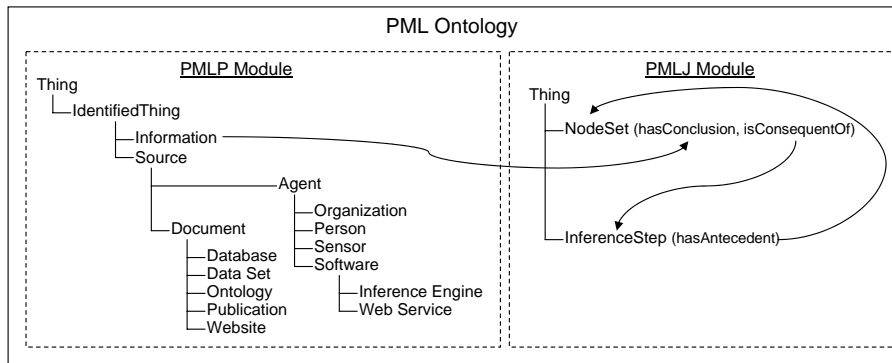 PML Ontology
PMLP Module
Thing
IdentifiedThing
Information
Source
Agent
Organization
Person
Sensor
Software
Inference Engine
Web Service
Document
Database
Data Set
Ontology
Publication
Website
PMLJ Module
Thing
NodeSet (hasConclusion, isConsequentOf)
InferenceStep (hasAntecedent)